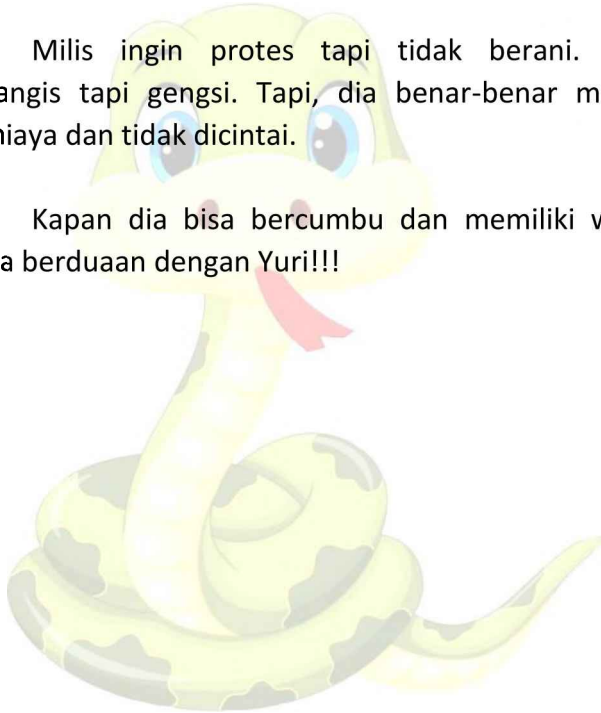 Milis ingin protes tapi tidak berani.
angis tapi gengsi. Tapi, dia benar-benar m
iaya dan tidak dicintai.
Kapan dia bisa bercumbu dan memiliki
a berduaan dengan Yuri!!!